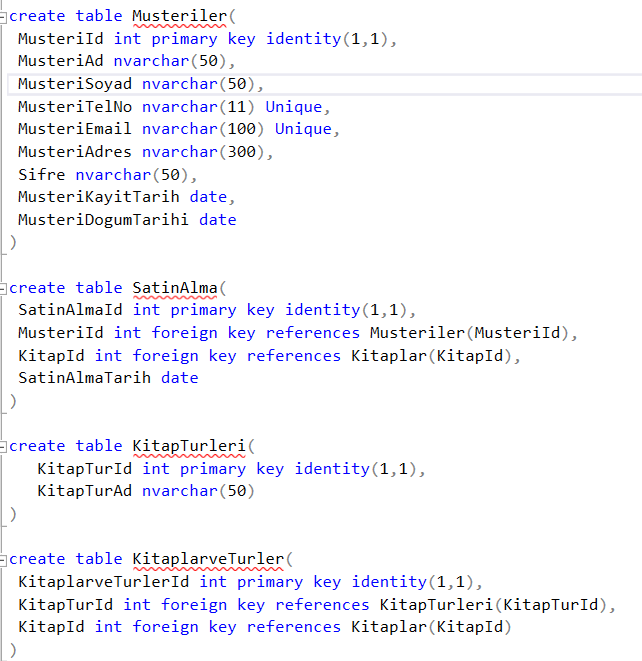 create table Musteriler(
MusteriId int primary key identity(1,1),
MusteriAd nvarchar(50),
MusteriSoyad nvarchar(50),
MusteriTelNo nvarchar(11) Unique,
MusteriEmail nvarchar(100) Unique,
MusteriAdres nvarchar(300),
Sifre nvarchar(50),
MusteriKayitTarih date,
MusteriDogumTarihi date
)
create table SatinAlma(
SatinAlmaId int primary key identity(1,1),
MusteriId int foreign key references Musteriler(MusteriId),
KitapId int foreign key references Kitaplar(KitapId),
SatinAlmaTarih date
)
create table KitapTurleri(
KitapTurId int primary key identity(1,1),
KitapTurAd nvarchar(50)
)
create table KitaplarveTurler(
KitaplarveTurlerId int primary key identity(1,1),
KitapTurId int foreign key references KitapTurleri(KitapTurId),
KitapId int foreign key references Kitaplar(KitapId)
)